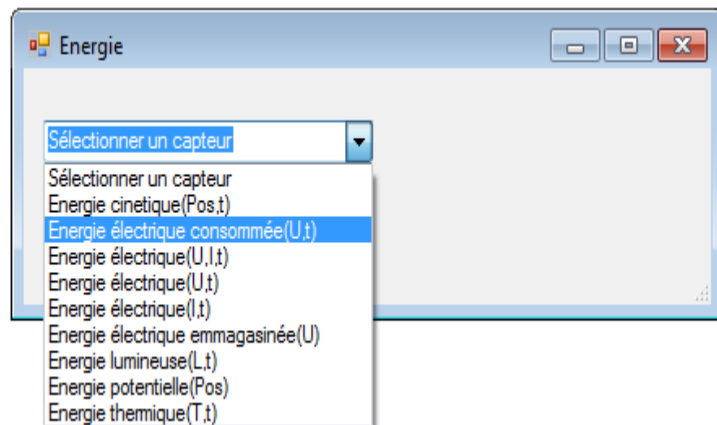 Energie
Sélectionner un capteur
Sélectionner un capteur
Energie cinetique(Pos,t)
Energie électrique consommée(U,t)
Energie électrique(U,I,t)
Energie électrique(U,t)
Energie électrique(I,t)
Energie électrique emmagasinée(U)
Energie lumineuse(L,t)
Energie potentielle(Pos)
Energie thermique(T,t)